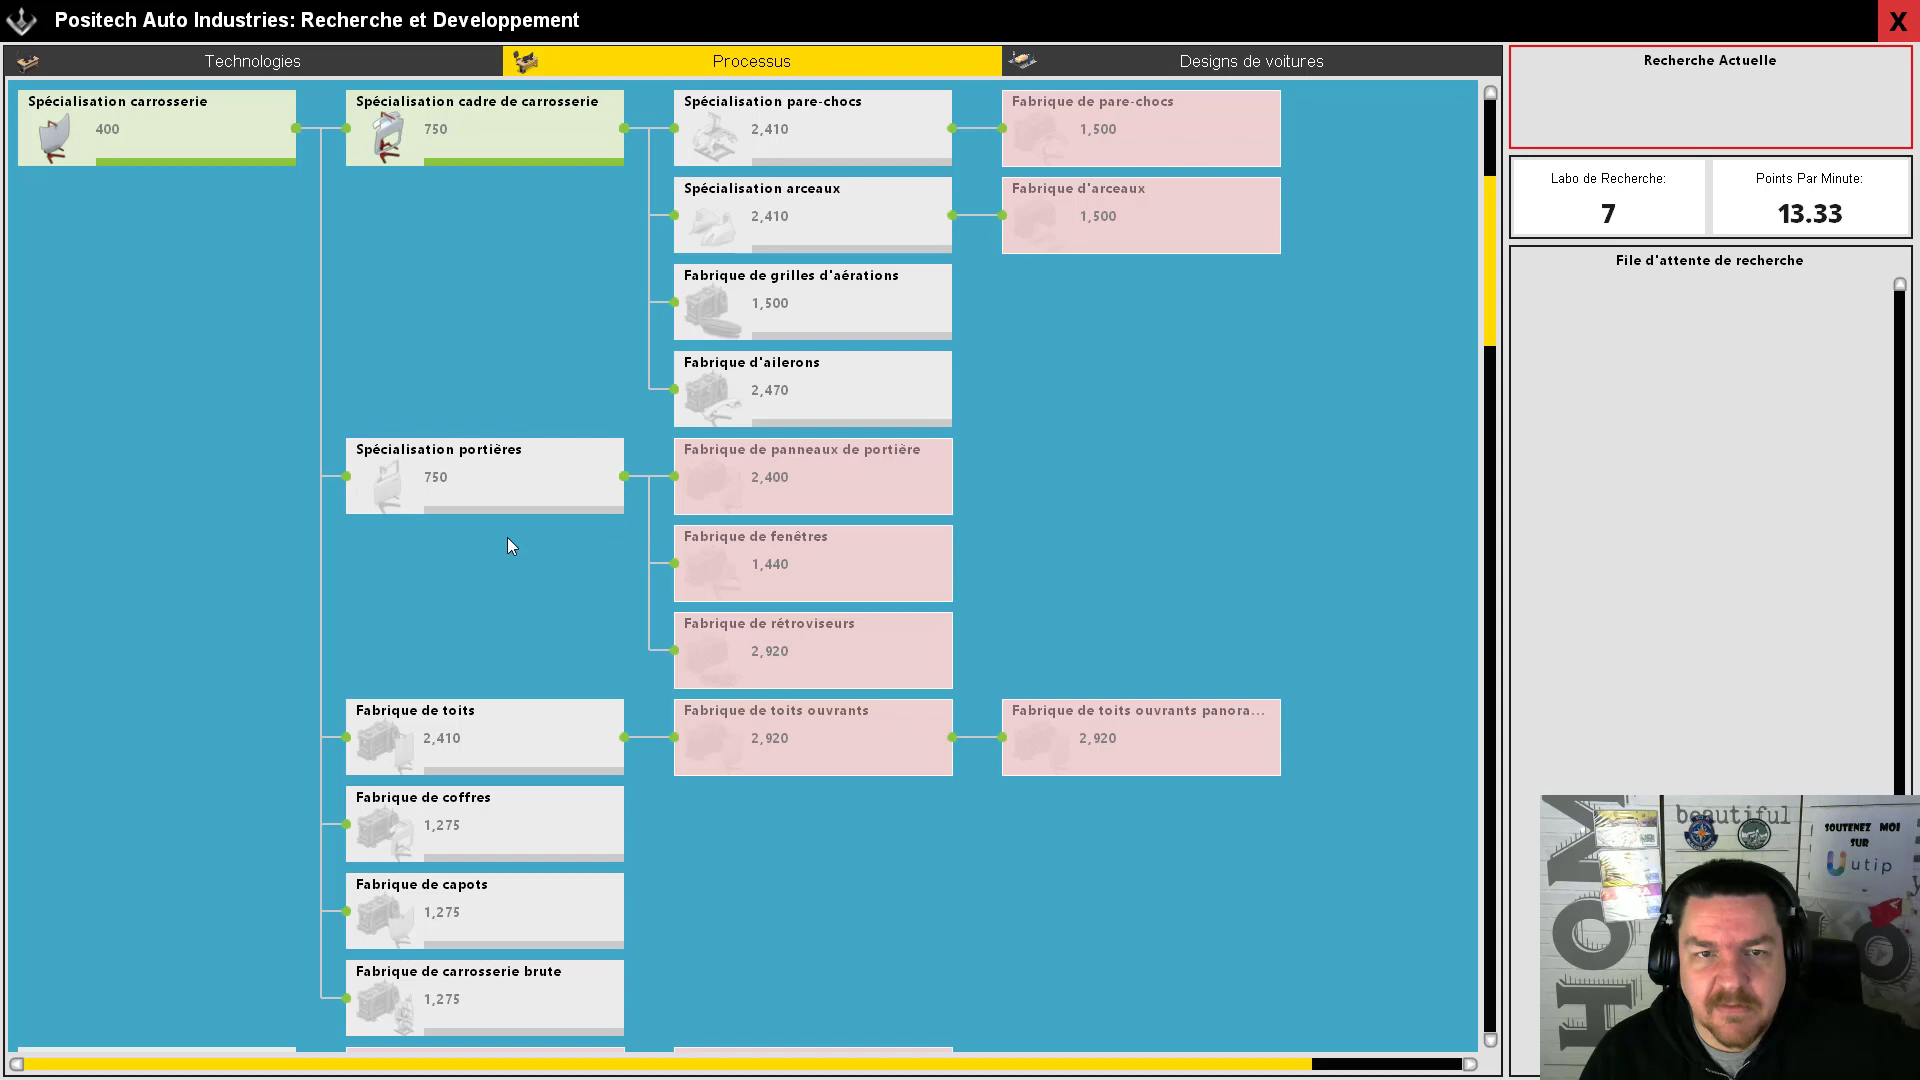 Positech Auto Industries: Recherche et Developpement
X
Technologies
Processus
Designs de voitures
Recherche Actuelle
Spécialisation carrosserie
400
Spécialisation cadre de carrosserie
750
Spécialisation pare-chocs
2,410
Fabrique de pare-chocs
1,500
Spécialisation arceaux
2,410
Fabrique d'arceaux
1,500
Labo de Recherche:
7
Points Par Minute:
13.33
File d'attente de recherche
Fabrique de grilles d'aérations
1,500
Fabrique d'ailerons
2,470
Spécialisation portières
750
Fabrique de panneaux de portière
2,400
Fabrique de fenêtres
1,440
Fabrique de rétroviseurs
2,920
Fabrique de toits
2,410
Fabrique de toits ouvrants
2,920
Fabrique de toits ouvrants panora...
2,920
Fabrique de coffres
1,275
Fabrique de capots
1,275
Fabrique de carrosserie brute
1,275
beautiful
SOUTENEZ MOI
SUR
utip
HOM